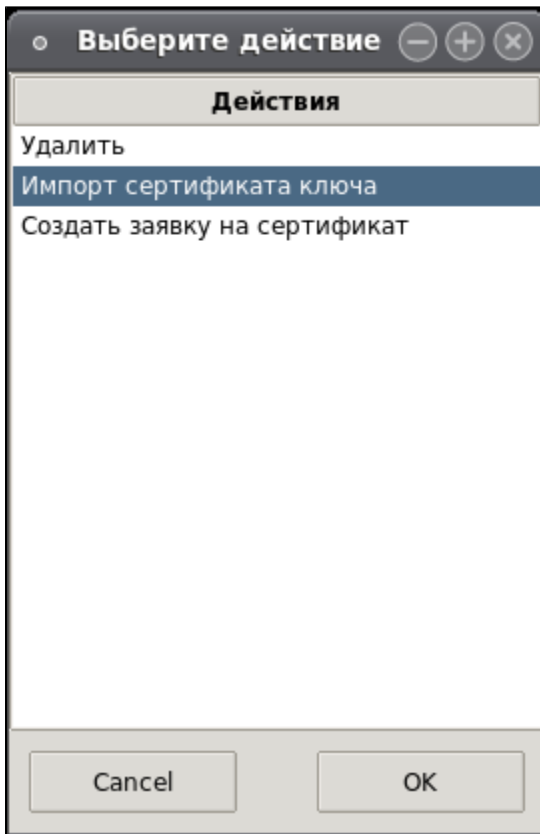 Выберите действие
Действия
Удалить
Импорт сертификата ключа
Создать заявку на сертификат
Cancel
OK